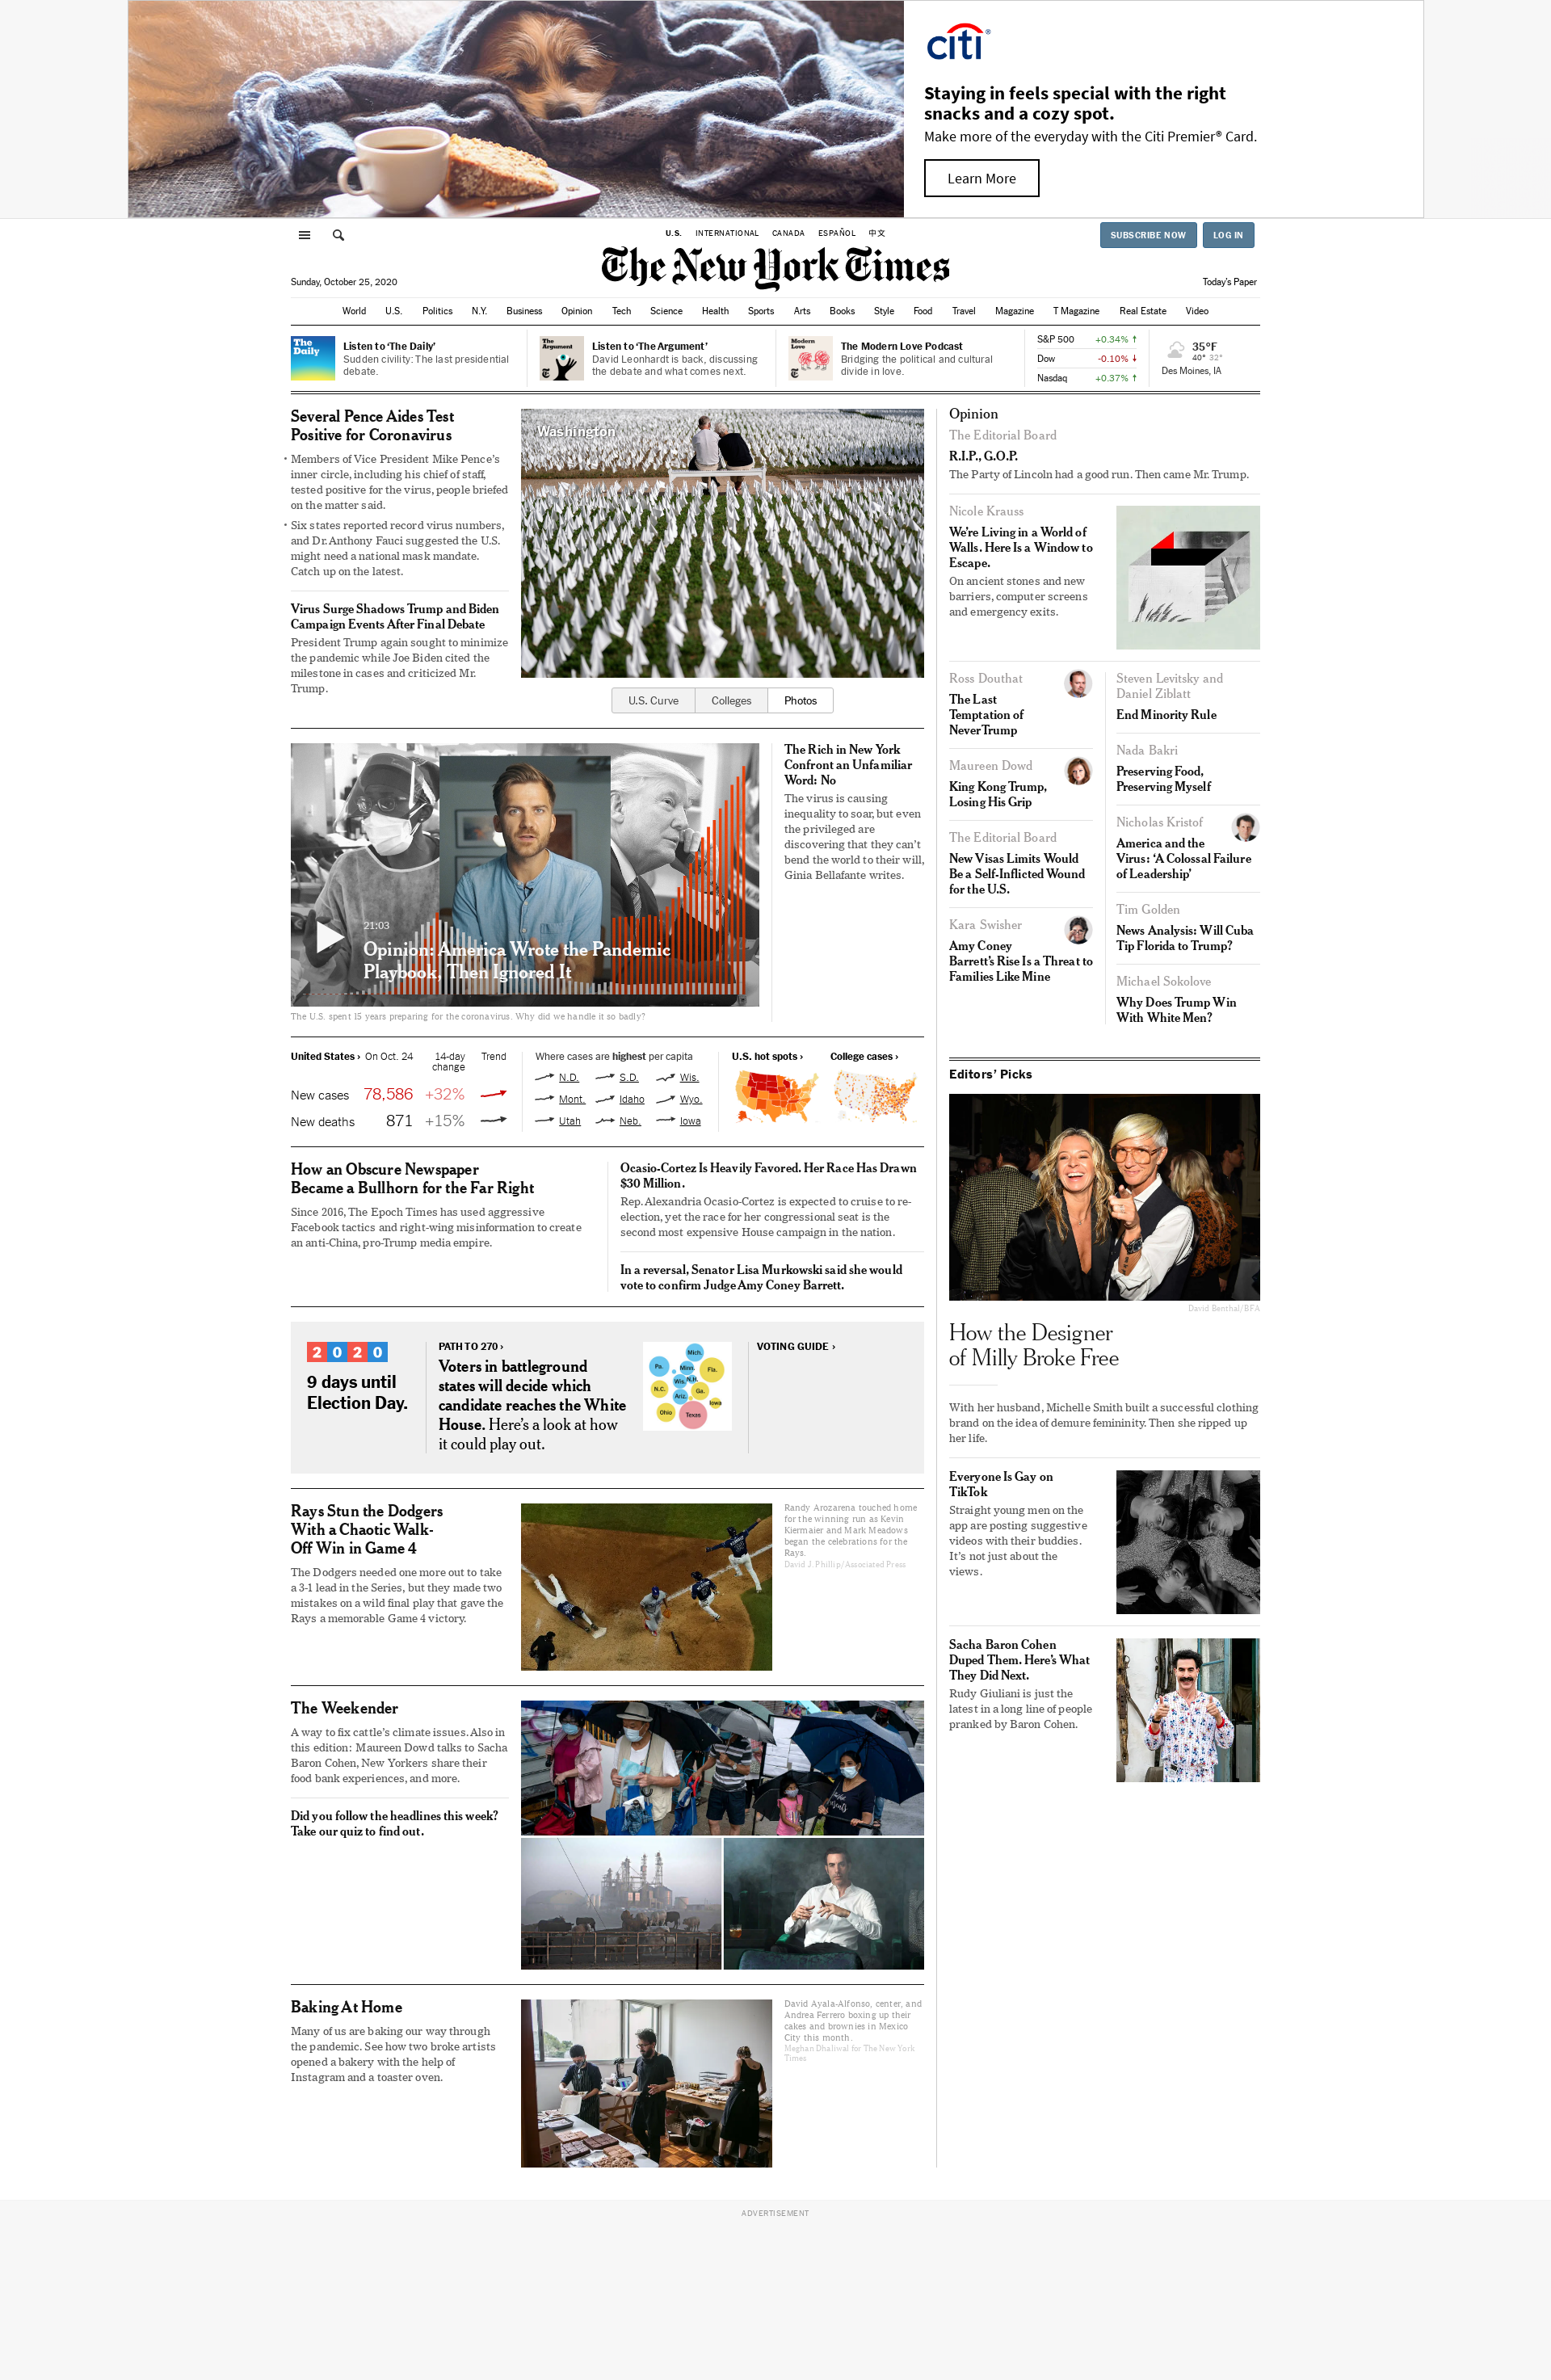 citi
Staying in feels special with the right
snacks and a cozy spot.
Make more of the everyday with the Citi Premier® Card.
Learn More
U.S. INTERNATIONAL CANADA ESPAÑOL 中文
SUBSCRIBE NOW LOG IN
The New York Times
Sunday, October 25, 2020
Today's Paper
World U.S. Politics N.Y. Business Opinion Tech Science Health Sports Arts Books Style Food Travel Magazine T Magazine Real Estate Video
The
Daily
Listen to ‘The Daily’
Sudden civility: The last presidential
debate.
The
Argument
Listen to ‘The Argument’
David Leonhardt is back, discussing
the debate and what comes next.
Modern
Love
The Modern Love Podcast
Bridging the political and cultural
divide in love.
S&P 500 +0.34% ↑
Dow -0.10% ↓
Nasdaq +0.37% ↑
35°F
40° 32°
Des Moines, IA
Several Pence Aides Test
Positive for Coronavirus
• Members of Vice President Mike Pence’s
inner circle, including his chief of staff,
tested positive for the virus, people briefed
on the matter said.
• Six states reported record virus numbers,
and Dr. Anthony Fauci suggested the U.S.
might need a national mask mandate.
Catch up on the latest.
Virus Surge Shadows Trump and Biden
Campaign Events After Final Debate
President Trump again sought to minimize
the pandemic while Joe Biden cited the
milestone in cases and criticized Mr.
Trump.
Washington
U.S. Curve Colleges Photos
21:03
Opinion: America Wrote the Pandemic
Playbook, Then Ignored It
The U.S. spent 15 years preparing for the coronavirus. Why did we handle it so badly?
The Rich in New York
Confront an Unfamiliar
Word: No
The virus is causing
inequality to soar, but even
the privileged are
discovering that they can’t
bend the world to their will,
Ginia Bellafante writes.
United States › On Oct. 24 14-day
change Trend
New cases 78,586 +32%
New deaths 871 +15%
Where cases are highest per capita
N.D. S.D. Wis.
Mont. Idaho Wyo.
Utah Neb. Iowa
U.S. hot spots ›
College cases ›
How an Obscure Newspaper
Became a Bullhorn for the Far Right
Since 2016, The Epoch Times has used aggressive
Facebook tactics and right-wing misinformation to create
an anti-China, pro-Trump media empire.
Ocasio-Cortez Is Heavily Favored. Her Race Has Drawn
$30 Million.
Rep. Alexandria Ocasio-Cortez is expected to cruise to re-
election, yet the race for her congressional seat is the
second most expensive House campaign in the nation.
In a reversal, Senator Lisa Murkowski said she would
vote to confirm Judge Amy Coney Barrett.
2020
9 days until
Election Day.
PATH TO 270 ›
Voters in battleground
states will decide which
candidate reaches the White
House. Here’s a look at how
it could play out.
Mich.
Pa.
Minn.
Fla.
Wis.
N.H.
N.C.
Ariz.
Ga.
Iowa
Ohio
Texas
VOTING GUIDE ›
Rays Stun the Dodgers
With a Chaotic Walk-
Off Win in Game 4
The Dodgers needed one more out to take
a 3-1 lead in the Series, but they made two
mistakes on a wild final play that gave the
Rays a memorable Game 4 victory.
Randy Arozarena touched home
for the winning run as Kevin
Kiermaier and Mark Meadows
began the celebrations for the
Rays.
David J. Phillip/Associated Press
The Weekender
A way to fix cattle’s climate issues. Also in
this edition: Maureen Dowd talks to Sacha
Baron Cohen, New Yorkers share their
food bank experiences, and more.
Did you follow the headlines this week?
Take our quiz to find out.
Baking At Home
Many of us are baking our way through
the pandemic. See how two broke artists
opened a bakery with the help of
Instagram and a toaster oven.
David Ayala-Alfonso, center, and
Andrea Ferrero boxing up their
cakes and brownies in Mexico
City this month.
Meghan Dhaliwal for The New York
Times
Opinion
The Editorial Board
R.I.P., G.O.P.
The Party of Lincoln had a good run. Then came Mr. Trump.
Nicole Krauss
We’re Living in a World of
Walls. Here Is a Window to
Escape.
On ancient stones and new
barriers, computer screens
and emergency exits.
Ross Douthat
The Last
Temptation of
NeverTrump
Maureen Dowd
King Kong Trump,
Losing His Grip
The Editorial Board
New Visas Limits Would
Be a Self-Inflicted Wound
for the U.S.
Kara Swisher
Amy Coney
Barrett’s Rise Is a Threat to
Families Like Mine
Steven Levitsky and
Daniel Ziblatt
End Minority Rule
Nada Bakri
Preserving Food,
Preserving Myself
Nicholas Kristof
America and the
Virus: ‘A Colossal Failure
of Leadership’
Tim Golden
News Analysis: Will Cuba
Tip Florida to Trump?
Michael Sokolove
Why Does Trump Win
With White Men?
Editors’ Picks
David Benthal/BFA
How the Designer
of Milly Broke Free
With her husband, Michelle Smith built a successful clothing
brand on the idea of demure femininity. Then she ripped up
her life.
Everyone Is Gay on
TikTok
Straight young men on the
app are posting suggestive
videos with their buddies.
It’s not just about the
views.
Sacha Baron Cohen
Duped Them. Here’s What
They Did Next.
Rudy Giuliani is just the
latest in a long line of people
pranked by Baron Cohen.
ADVERTISEMENT